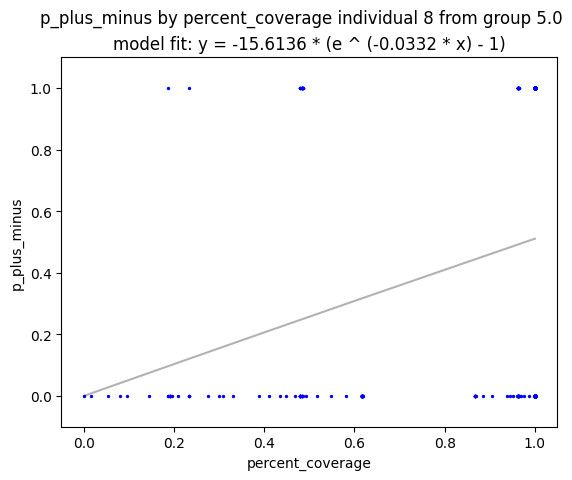 p_plus_minus by percent_coverage individual 8 from group 5.0
model fit: y = -15.6136 * (e ^ (-0.0332 * x) - 1)
1.0
0.8
0.6
0.4
0.2
0.0
p_plus_minus
0.0 0.2 0.4 0.6 0.8 1.0
percent_coverage